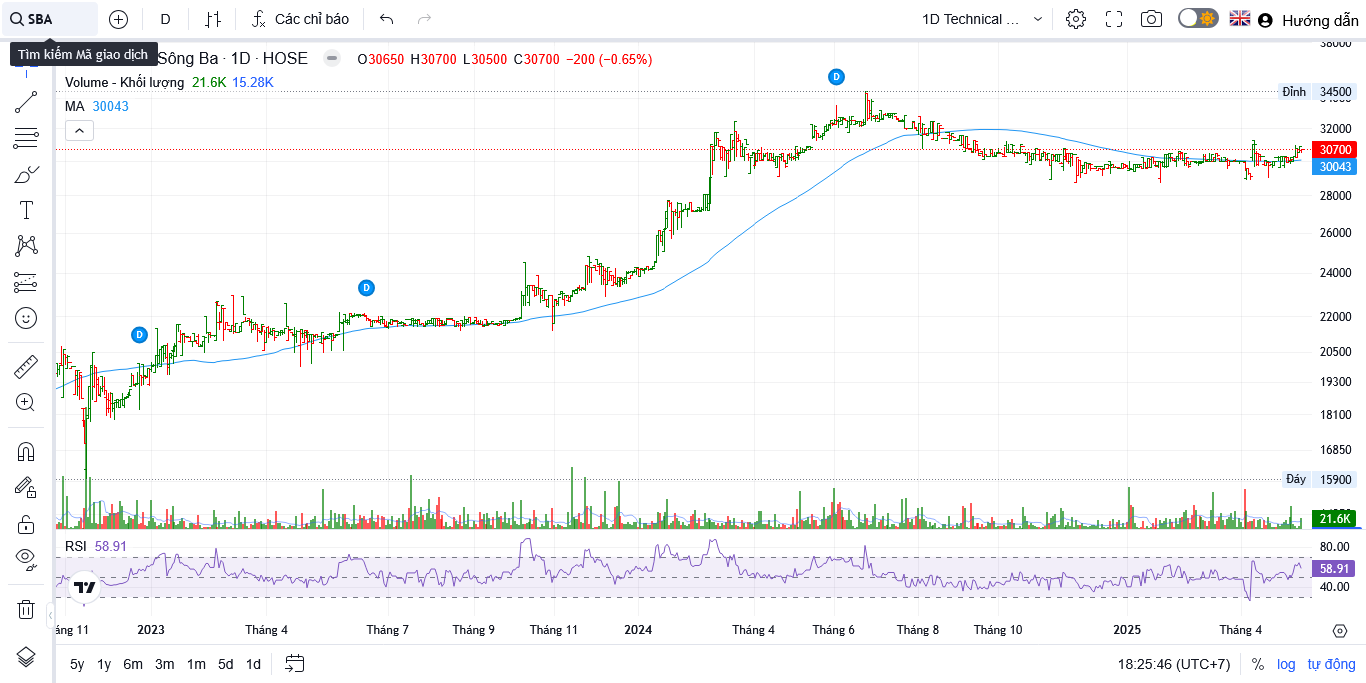 SBA D Các chỉ báo 1D Technical ... Hướng dẫn
Tìm kiếm Mã giao dịch
Sông Ba · 1D · HOSE O30650 H30700 L30500 C30700 −200 (−0.65%)
Volume - Khối lượng 21.6K 15.28K
MA 30043
D
D
D
38000
Đỉnh 34500
32000
30700
30043
28000
26000
24000
22000
20500
19300
18100
16850
Đáy 15900
21.6K
RSI 58.91
80.00
58.91
40.00
áng 11 2023 Tháng 4 Tháng 7 Tháng 9 Tháng 11 2024 Tháng 4 Tháng 6 Tháng 8 Tháng 10 2025 Tháng 4
5y 1y 6m 3m 1m 5d 1d 18:25:46 (UTC+7) % log tự động